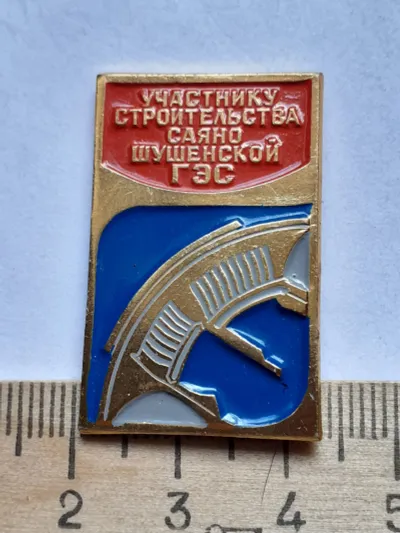 УЧАСТНИКУ
СТРОИТЕЛЬСТВА
САЯНО
ШУШЕНСКОЙ
ГЭС
2 3 4 5